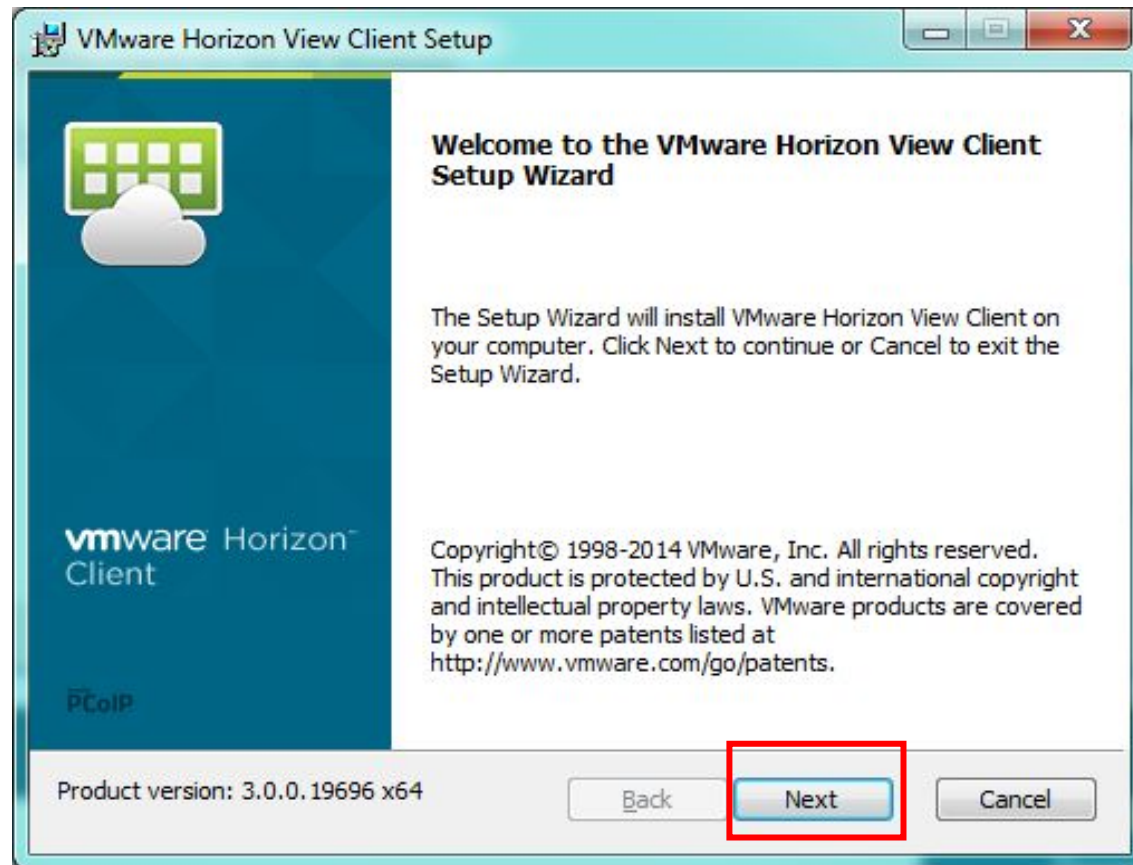 VMware Horizon View Client Setup
Welcome to the VMware Horizon View Client
Setup Wizard
The Setup Wizard will install VMware Horizon View Client on
your computer. Click Next to continue or Cancel to exit the
Setup Wizard.
vmware Horizon™
Client
Copyright© 1998-2014 VMware, Inc. All rights reserved.
This product is protected by U.S. and international copyright
and intellectual property laws. VMware products are covered
by one or more patents listed at
http://www.vmware.com/go/patents.
PCoIP
Product version: 3.0.0.19696 x64
Back
Next
Cancel